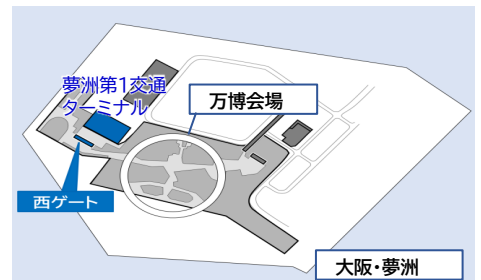 夢洲第1交通
ターミナル
万博会場
西ゲート
大阪・夢洲